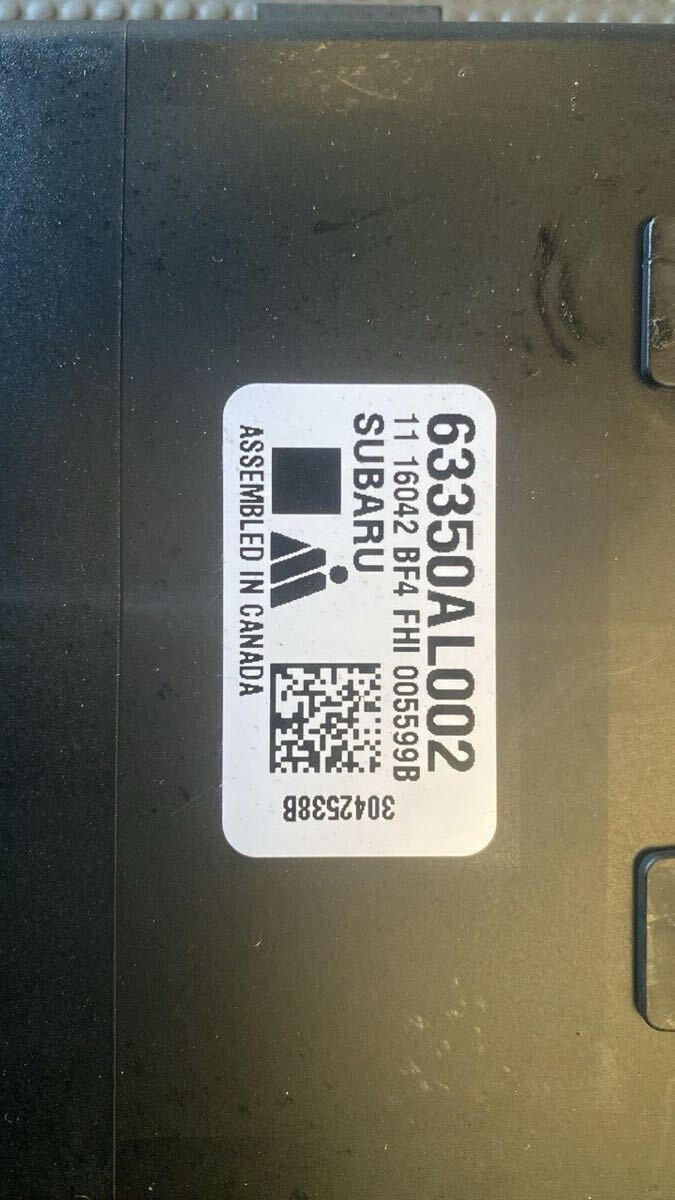 63350AL002
11 16042 BF4 FHI 005599B
SUBARU
ASSEMBLED IN CANADA
3042538B